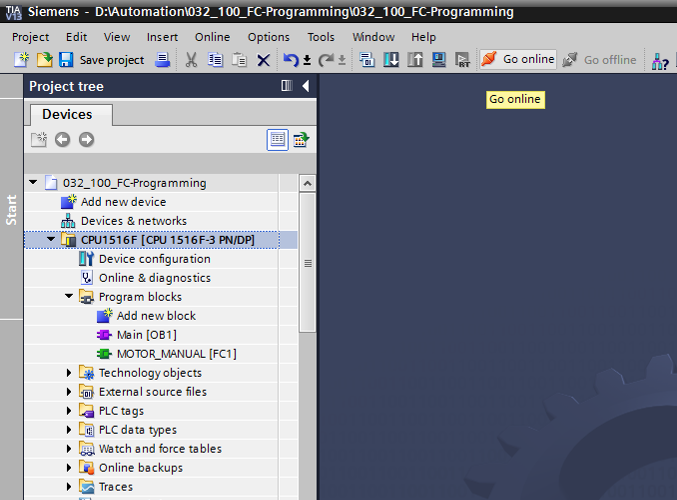 TIA V13 Siemens - D:\Automation\032_100_FC-Programming\032_100_FC-Programming
Project Edit View Insert Online Options Tools Window Help
Save project Go online Go offline
Project tree
Go online
Devices
Start
032_100_FC-Programming
Add new device
Devices & networks
CPU1516F [CPU 1516F-3 PN/DP]
Device configuration
Online & diagnostics
Program blocks
Add new block
Main [OB1]
MOTOR_MANUAL [FC1]
Technology objects
External source files
PLC tags
PLC data types
Watch and force tables
Online backups
Traces